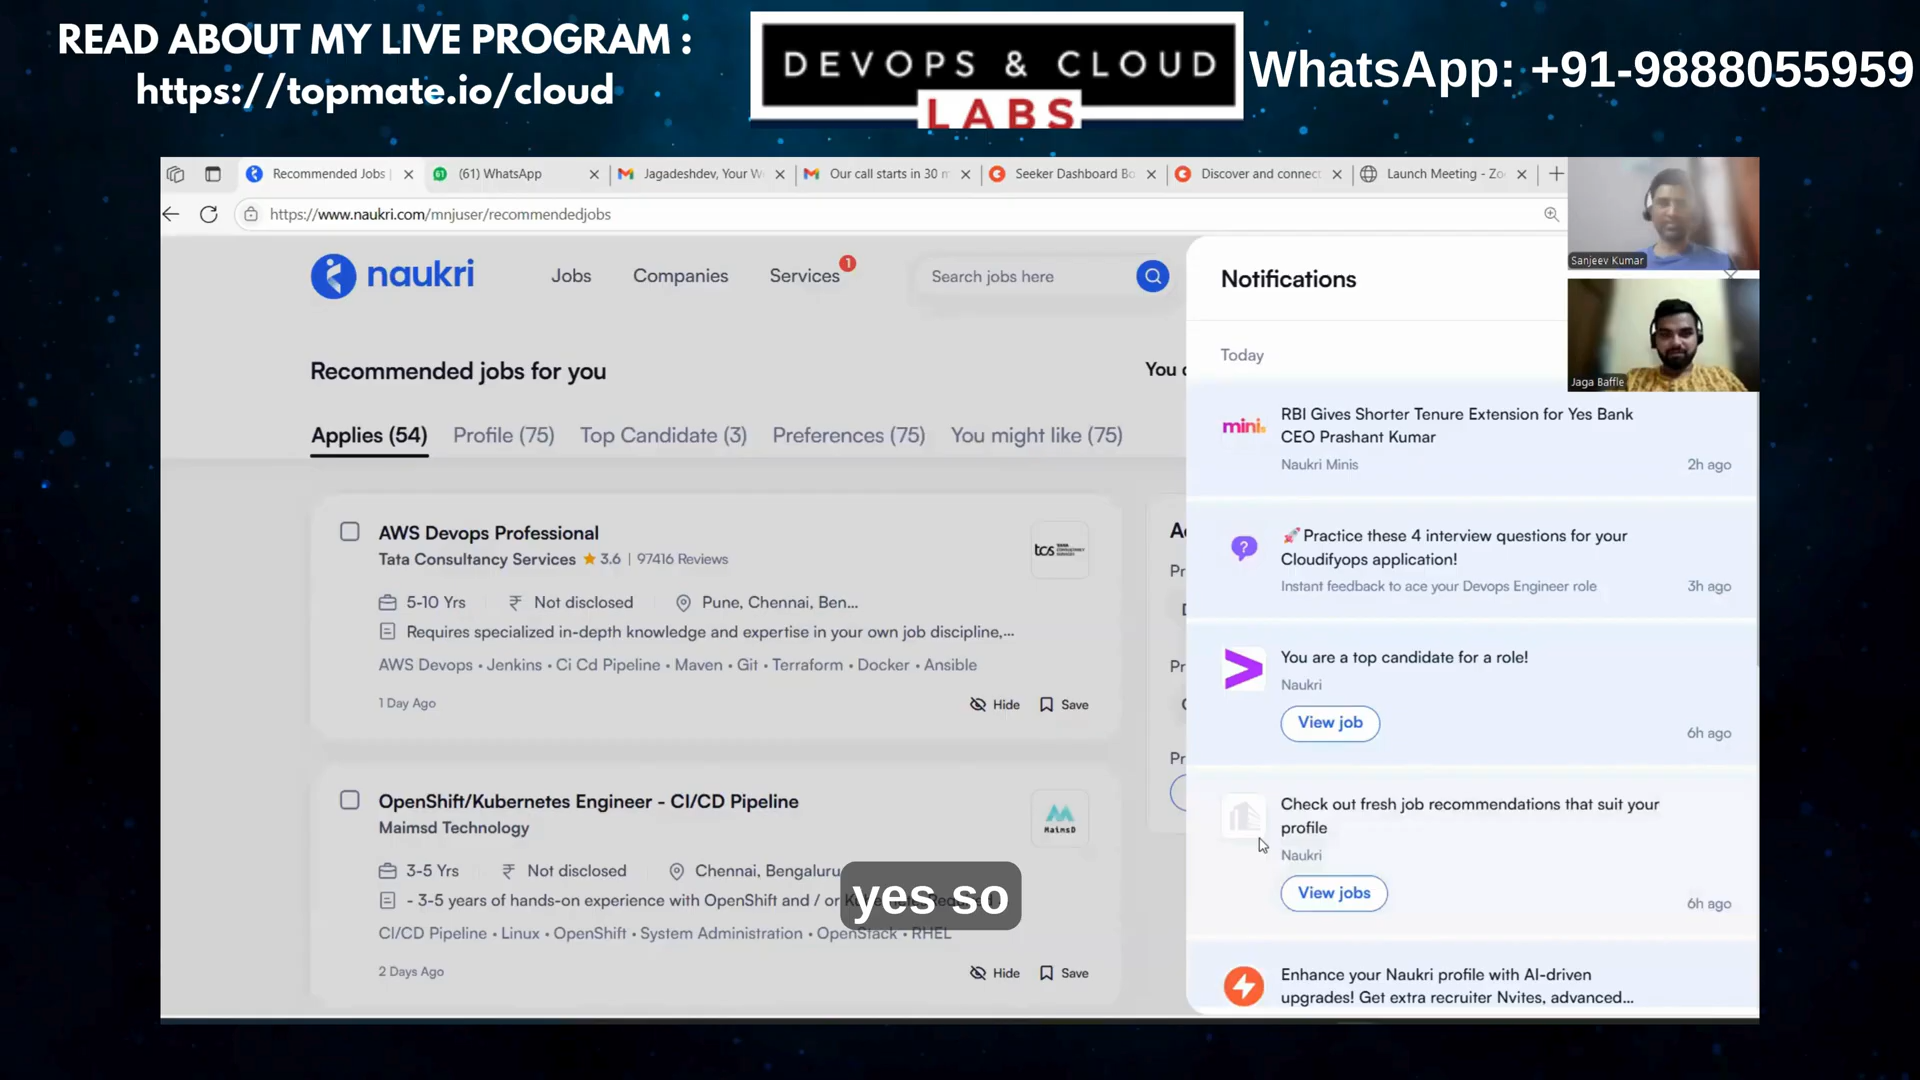 READ ABOUT MY LIVE PROGRAM :
https://topmate.io/cloud
DEVOPS & CLOUD
LABS
WhatsApp: +91-9888055959
Recommended Jobs
(61) WhatsApp
Jagadeshdev, Your W
Our call starts in 30 m
Seeker Dashboard Bo
Discover and connect
Launch Meeting - Zo
https://www.naukri.com/mnjuser/recommendedjobs
naukri
Jobs
Companies
Services
1
Search jobs here
Recommended jobs for you
You
Applies (54)
Profile (75)
Top Candidate (3)
Preferences (75)
You might like (75)
AWS Devops Professional
Tata Consultancy Services ★ 3.6 | 97416 Reviews
tcs
5-10 Yrs
₹ Not disclosed
Pune, Chennai, Ben...
Requires specialized in-depth knowledge and expertise in your own job discipline,...
AWS Devops • Jenkins • Ci Cd Pipeline • Maven • Git • Terraform • Docker • Ansible
1 Day Ago
Hide
Save
OpenShift/Kubernetes Engineer - CI/CD Pipeline
Maimsd Technology
MaimsD
3-5 Yrs
₹ Not disclosed
Chennai, Bengaluru
- 3-5 years of hands-on experience with OpenShift and / or
CI/CD Pipeline • Linux • OpenShift • System Administration • OpenStack • RHEL
2 Days Ago
Hide
Save
yes so
Notifications
Today
mini.
RBI Gives Shorter Tenure Extension for Yes Bank
CEO Prashant Kumar
Naukri Minis
2h ago
🚀Practice these 4 interview questions for your
Cloudifyops application!
Instant feedback to ace your Devops Engineer role
3h ago
You are a top candidate for a role!
Naukri
View job
6h ago
Check out fresh job recommendations that suit your
profile
Naukri
View jobs
6h ago
Enhance your Naukri profile with AI-driven
upgrades! Get extra recruiter Nvites, advanced...
Sanjeev Kumar
Jaga Baffle